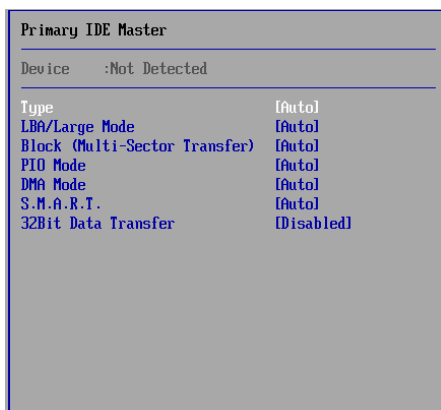 Primary IDE Master
Device :Not Detected
Type [Auto]
LBA/Large Mode [Auto]
Block (Multi-Sector Transfer) [Auto]
PIO Mode [Auto]
DMA Mode [Auto]
S.M.A.R.T. [Auto]
32Bit Data Transfer [Disabled]